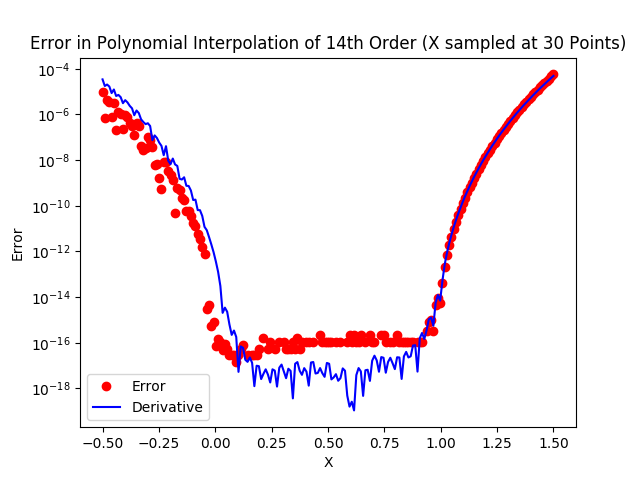 Error in Polynomial Interpolation of 14th Order (X sampled at 30 Points)
10⁻⁴
10⁻⁶
10⁻⁸
10⁻¹⁰
10⁻¹²
10⁻¹⁴
10⁻¹⁶
10⁻¹⁸
Error
Error
Derivative
−0.50 −0.25 0.00 0.25 0.50 0.75 1.00 1.25 1.50
X